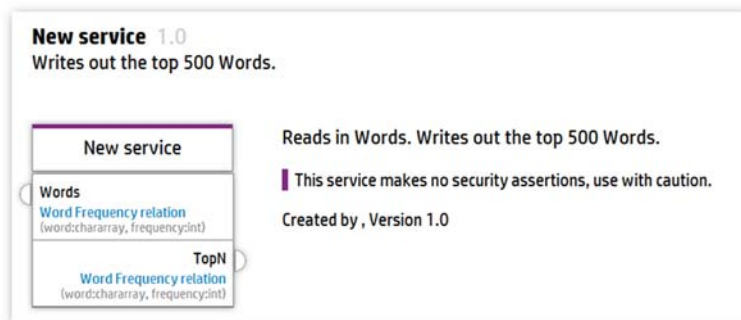 New service 1.0
Writes out the top 500 Words.
New service
Words
Word Frequency relation
(word:chararray, frequency:int)
TopN
Word Frequency relation
(word:chararray, frequency:int)
Reads in Words. Writes out the top 500 Words.
This service makes no security assertions, use with caution.
Created by , Version 1.0